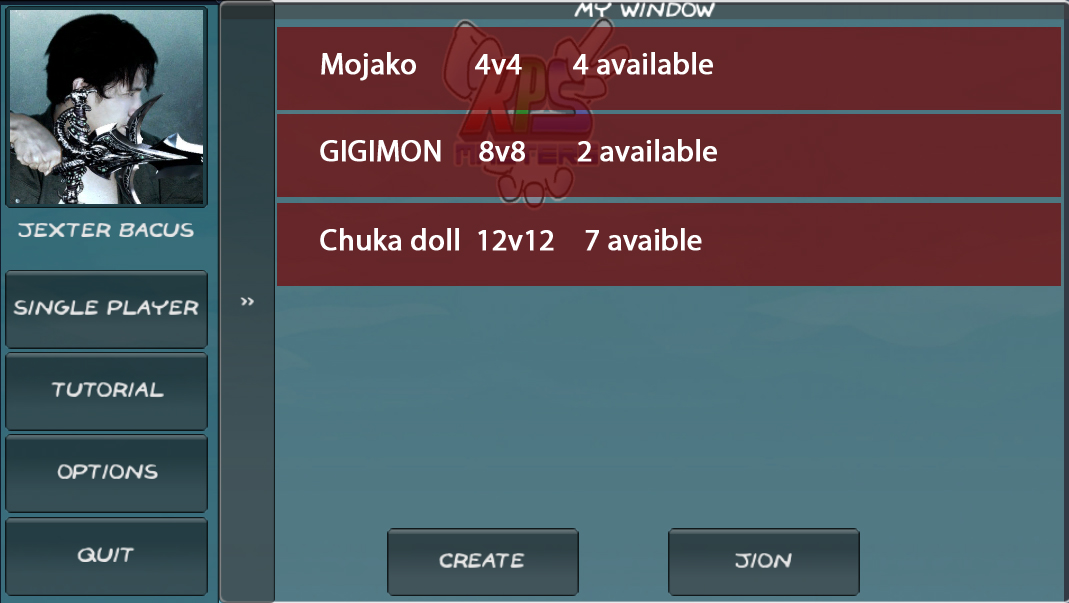 MY WINDOW
Mojako 4v4 4 available
GIGIMON 8v8 2 available
Chuka doll 12v12 7 avaible
RPS
MASTERS
JEXTER BACUS
SINGLE PLAYER
TUTORIAL
OPTIONS
QUIT
»
CREATE
JION